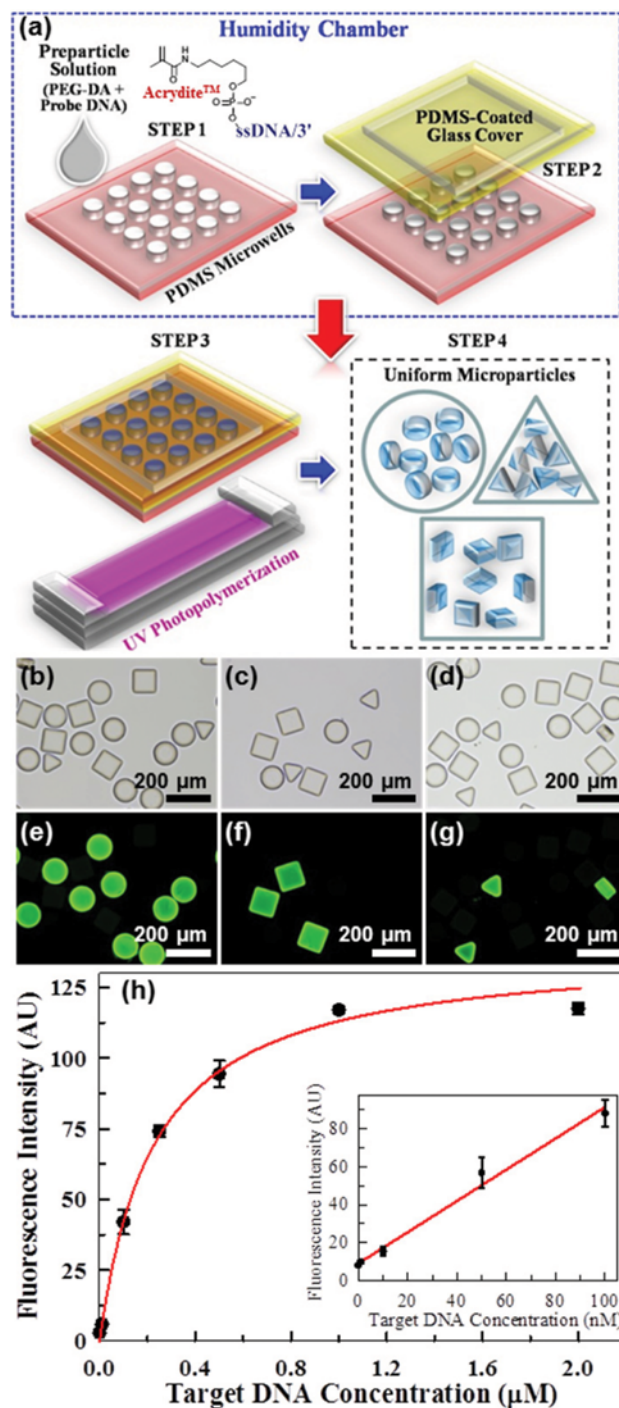 (a)
Humidity Chamber
Preparticle
Solution
(PEG-DA +
Probe DNA)
H
N
O
O
P
O
O⁻
O
Acrydite™
ssDNA/3'
STEP 1
PDMS Microwells
PDMS-Coated
Glass Cover
STEP 2
STEP 3
UV Photopolymerization
STEP 4
Uniform Microparticles
(b)
200 µm
(c)
200 µm
(d)
200 µm
(e)
200 µm
(f)
200 µm
(g)
200 µm
(h)
Fluorescence Intensity (AU)
125
100
75
50
25
0
0.0 0.4 0.8 1.2 1.6 2.0
Target DNA Concentration (µM)
Fluorescence Intensity (AU)
80
60
40
20
0
0 20 40 60 80 100
Target DNA Concentration (nM)